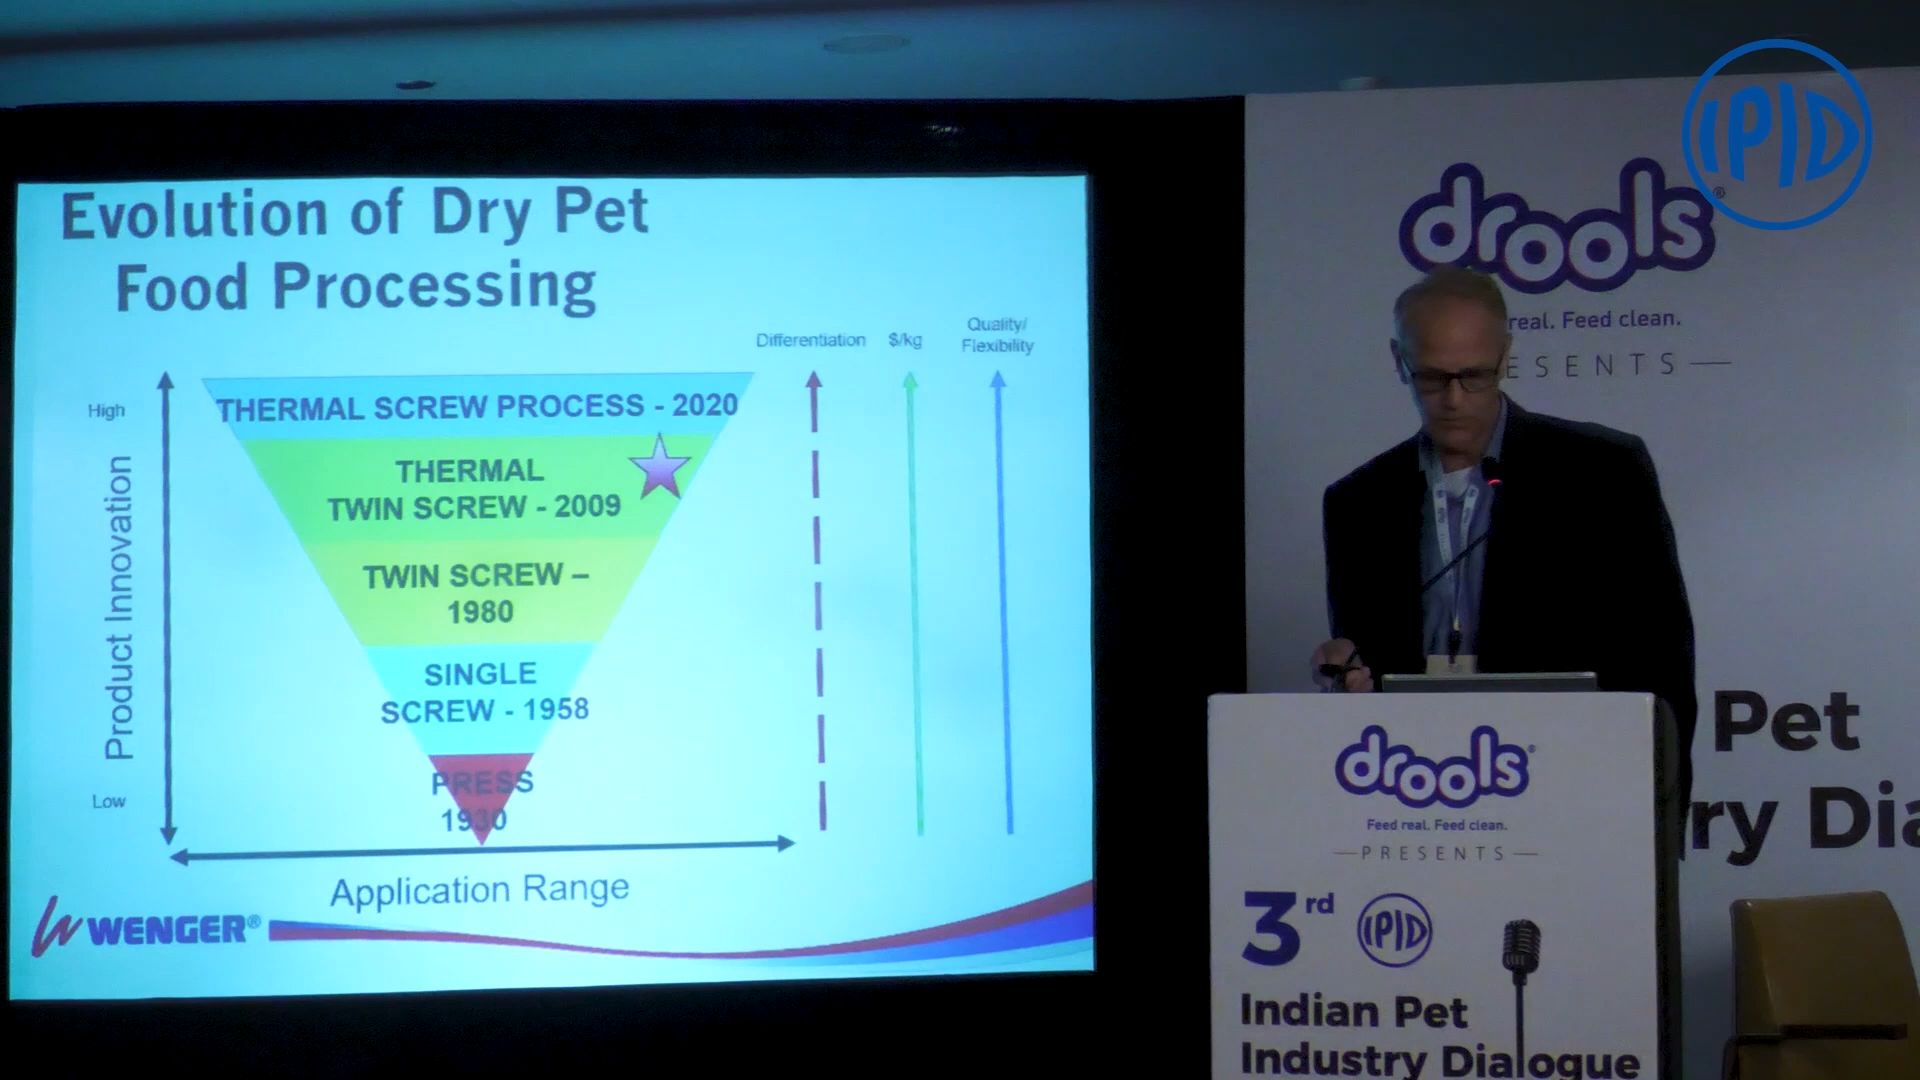 IPID
Evolution of Dry Pet
Food Processing
Differentiation
$/kg
Quality/
Flexibility
High
Product Innovation
Low
THERMAL SCREW PROCESS - 2020
THERMAL
TWIN SCREW - 2009
TWIN SCREW –
1980
SINGLE
SCREW - 1958
PRESS
1930
Application Range
WENGER®
drools®
real. Feed clean.
ESENTS
Pet
ry Dia
drools®
Feed real. Feed clean.
PRESENTS
3rd IPID
Indian Pet
Industry Dialogue